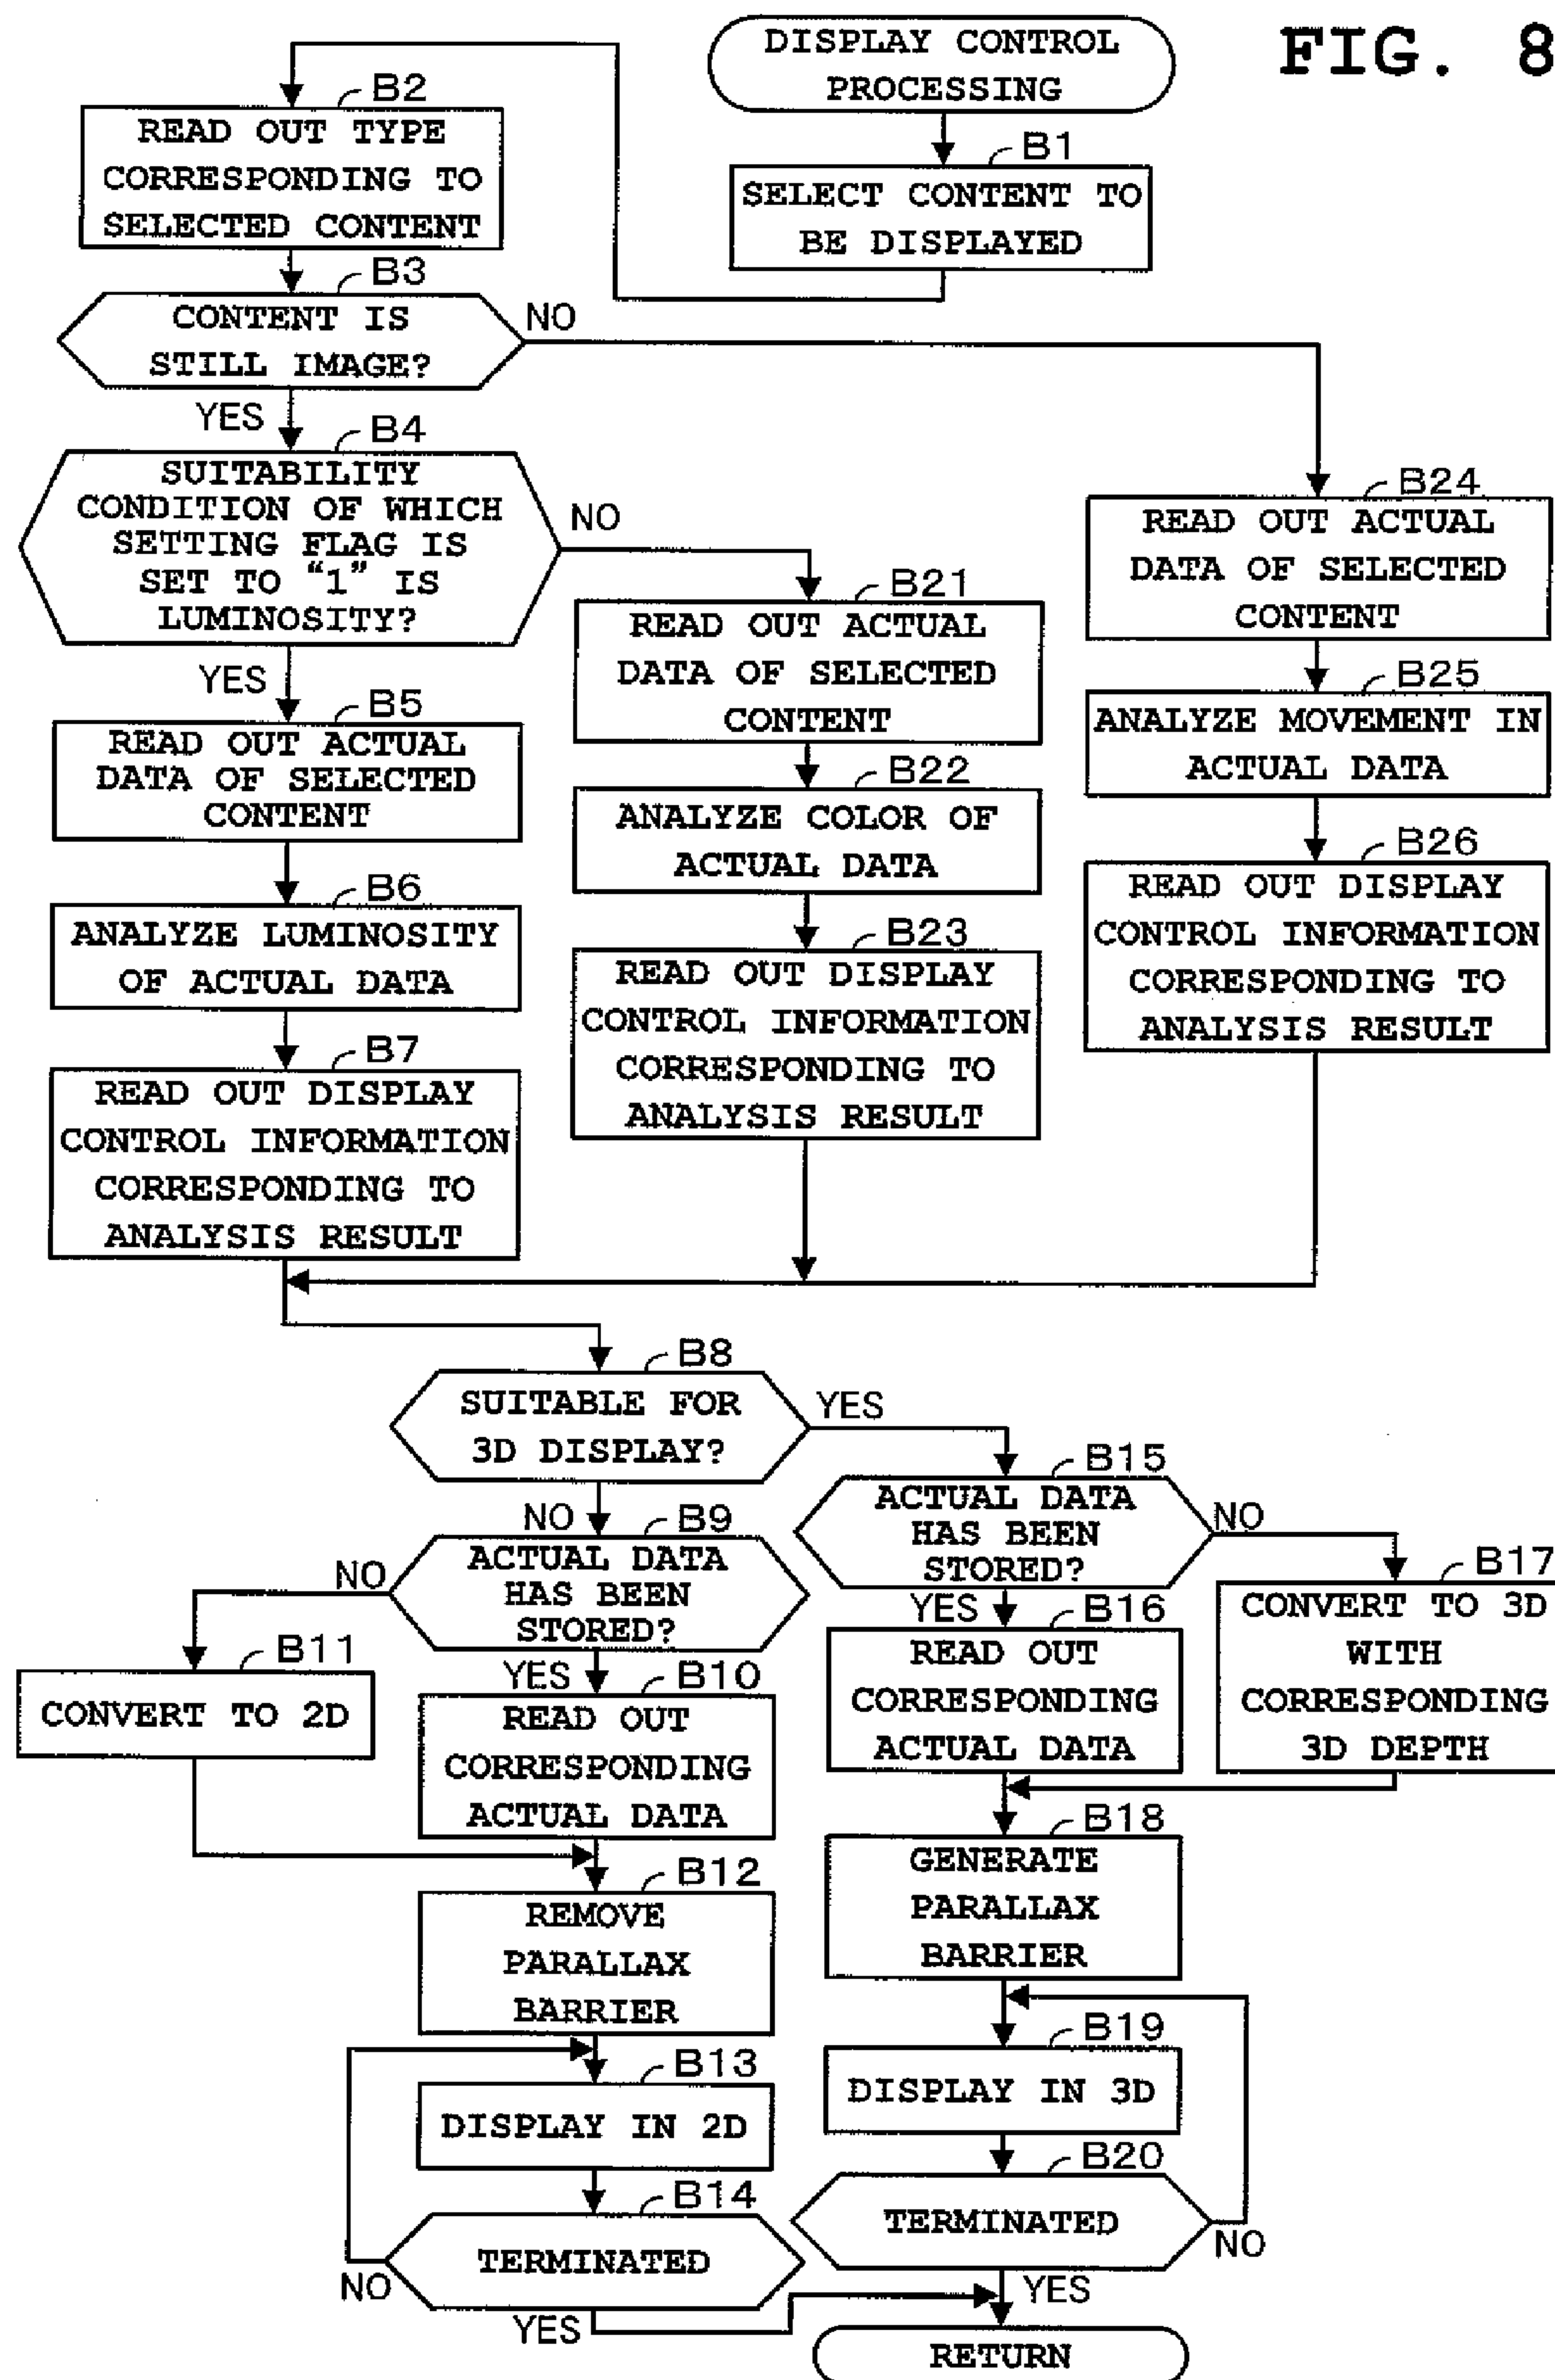 FIG. 8
DISPLAY CONTROL
PROCESSING
B1
SELECT CONTENT TO
BE DISPLAYED
B2
READ OUT TYPE
CORRESPONDING TO
SELECTED CONTENT
B3
CONTENT IS
STILL IMAGE?
NO
YES
B4
SUITABILITY
CONDITION OF WHICH
SETTING FLAG IS
SET TO “1” IS
LUMINOSITY?
NO
YES
B5
READ OUT ACTUAL
DATA OF SELECTED
CONTENT
B6
ANALYZE LUMINOSITY
OF ACTUAL DATA
B7
READ OUT DISPLAY
CONTROL INFORMATION
CORRESPONDING TO
ANALYSIS RESULT
B21
READ OUT ACTUAL
DATA OF SELECTED
CONTENT
B22
ANALYZE COLOR OF
ACTUAL DATA
B23
READ OUT DISPLAY
CONTROL INFORMATION
CORRESPONDING TO
ANALYSIS RESULT
B24
READ OUT ACTUAL
DATA OF SELECTED
CONTENT
B25
ANALYZE MOVEMENT IN
ACTUAL DATA
B26
READ OUT DISPLAY
CONTROL INFORMATION
CORRESPONDING TO
ANALYSIS RESULT
B8
SUITABLE FOR
3D DISPLAY?
YES
NO
B9
ACTUAL DATA
HAS BEEN
STORED?
NO
YES
B11
CONVERT TO 2D
B10
READ OUT
CORRESPONDING
ACTUAL DATA
B12
REMOVE
PARALLAX
BARRIER
B13
DISPLAY IN 2D
B14
TERMINATED
NO
YES
B15
ACTUAL DATA
HAS BEEN
STORED?
NO
YES
B16
READ OUT
CORRESPONDING
ACTUAL DATA
B17
CONVERT TO 3D
WITH
CORRESPONDING
3D DEPTH
B18
GENERATE
PARALLAX
BARRIER
B19
DISPLAY IN 3D
B20
TERMINATED
NO
YES
RETURN